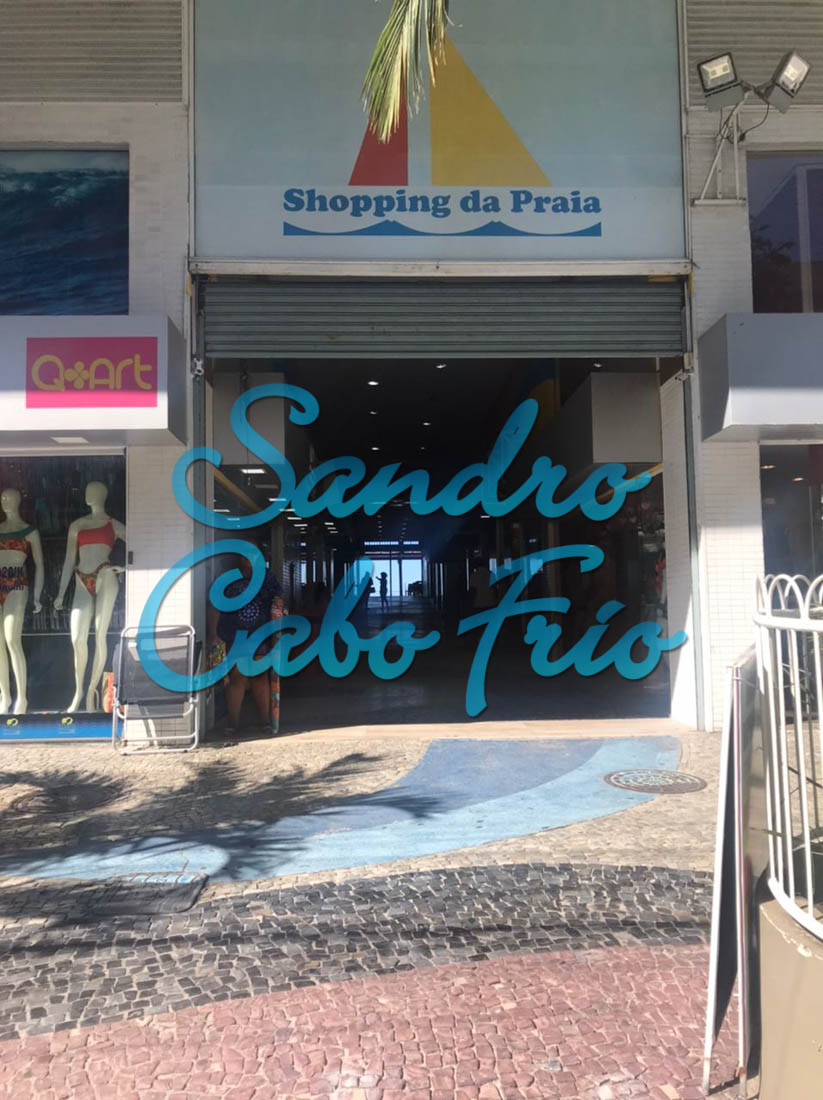 Shopping da Praia
Q Art
Sandro
Cabo Frio